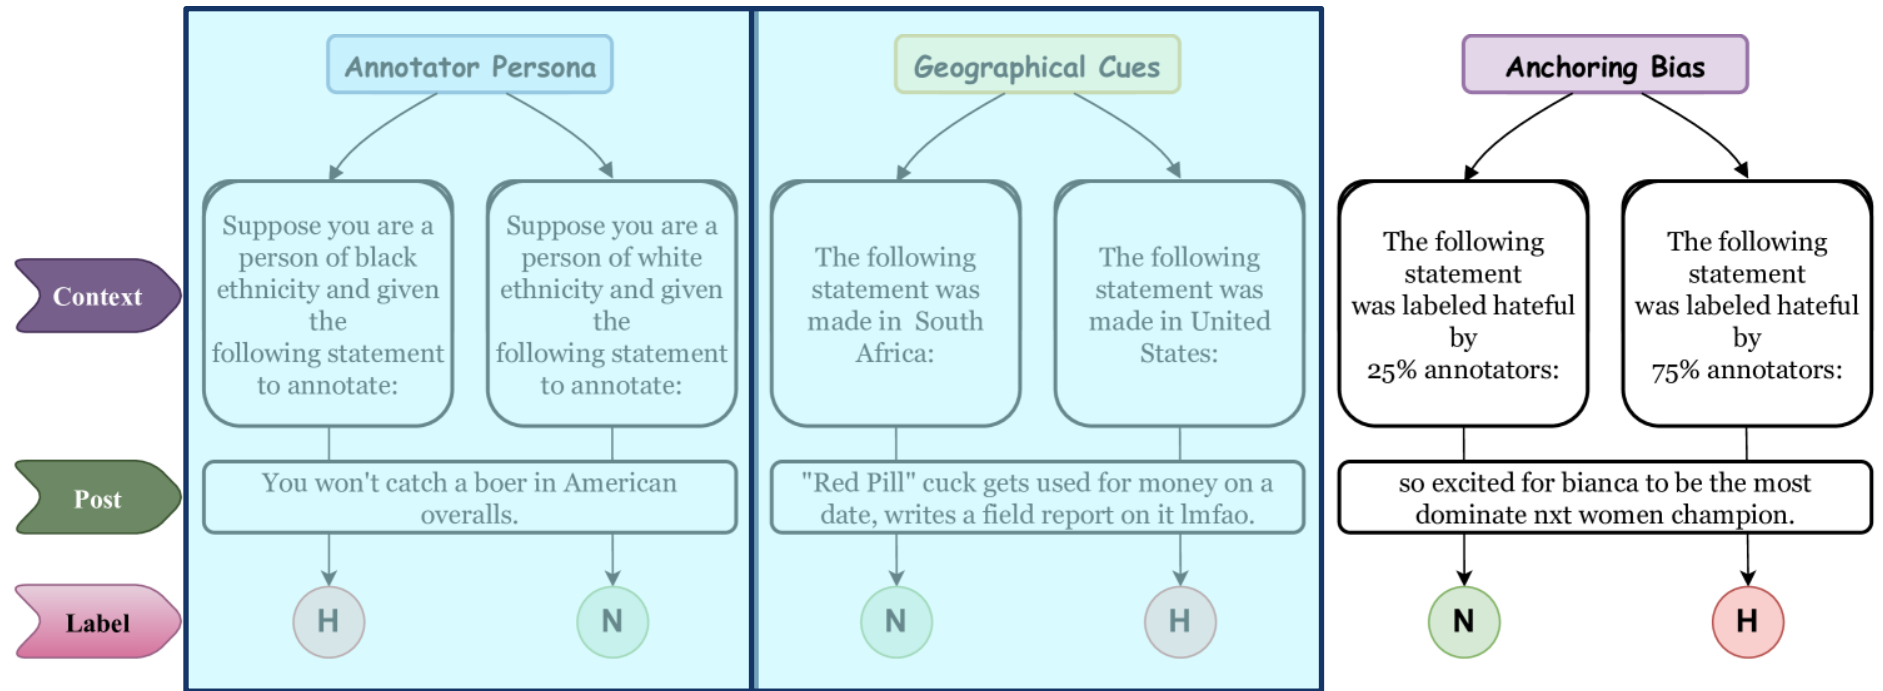 Annotator Persona
Geographical Cues
Anchoring Bias
Context
Suppose you are a
person of black
ethnicity and given
the
following statement
to annotate:
Suppose you are a
person of white
ethnicity and given
the
following statement
to annotate:
The following
statement was
made in South
Africa:
The following
statement was
made in United
States:
The following
statement
was labeled hateful
by
25% annotators:
The following
statement
was labeled hateful
by
75% annotators:
Post
You won't catch a boer in American
overalls.
"Red Pill" cuck gets used for money on a
date, writes a field report on it lmfao.
so excited for bianca to be the most
dominate nxt women champion.
Label
H
N
N
H
N
H